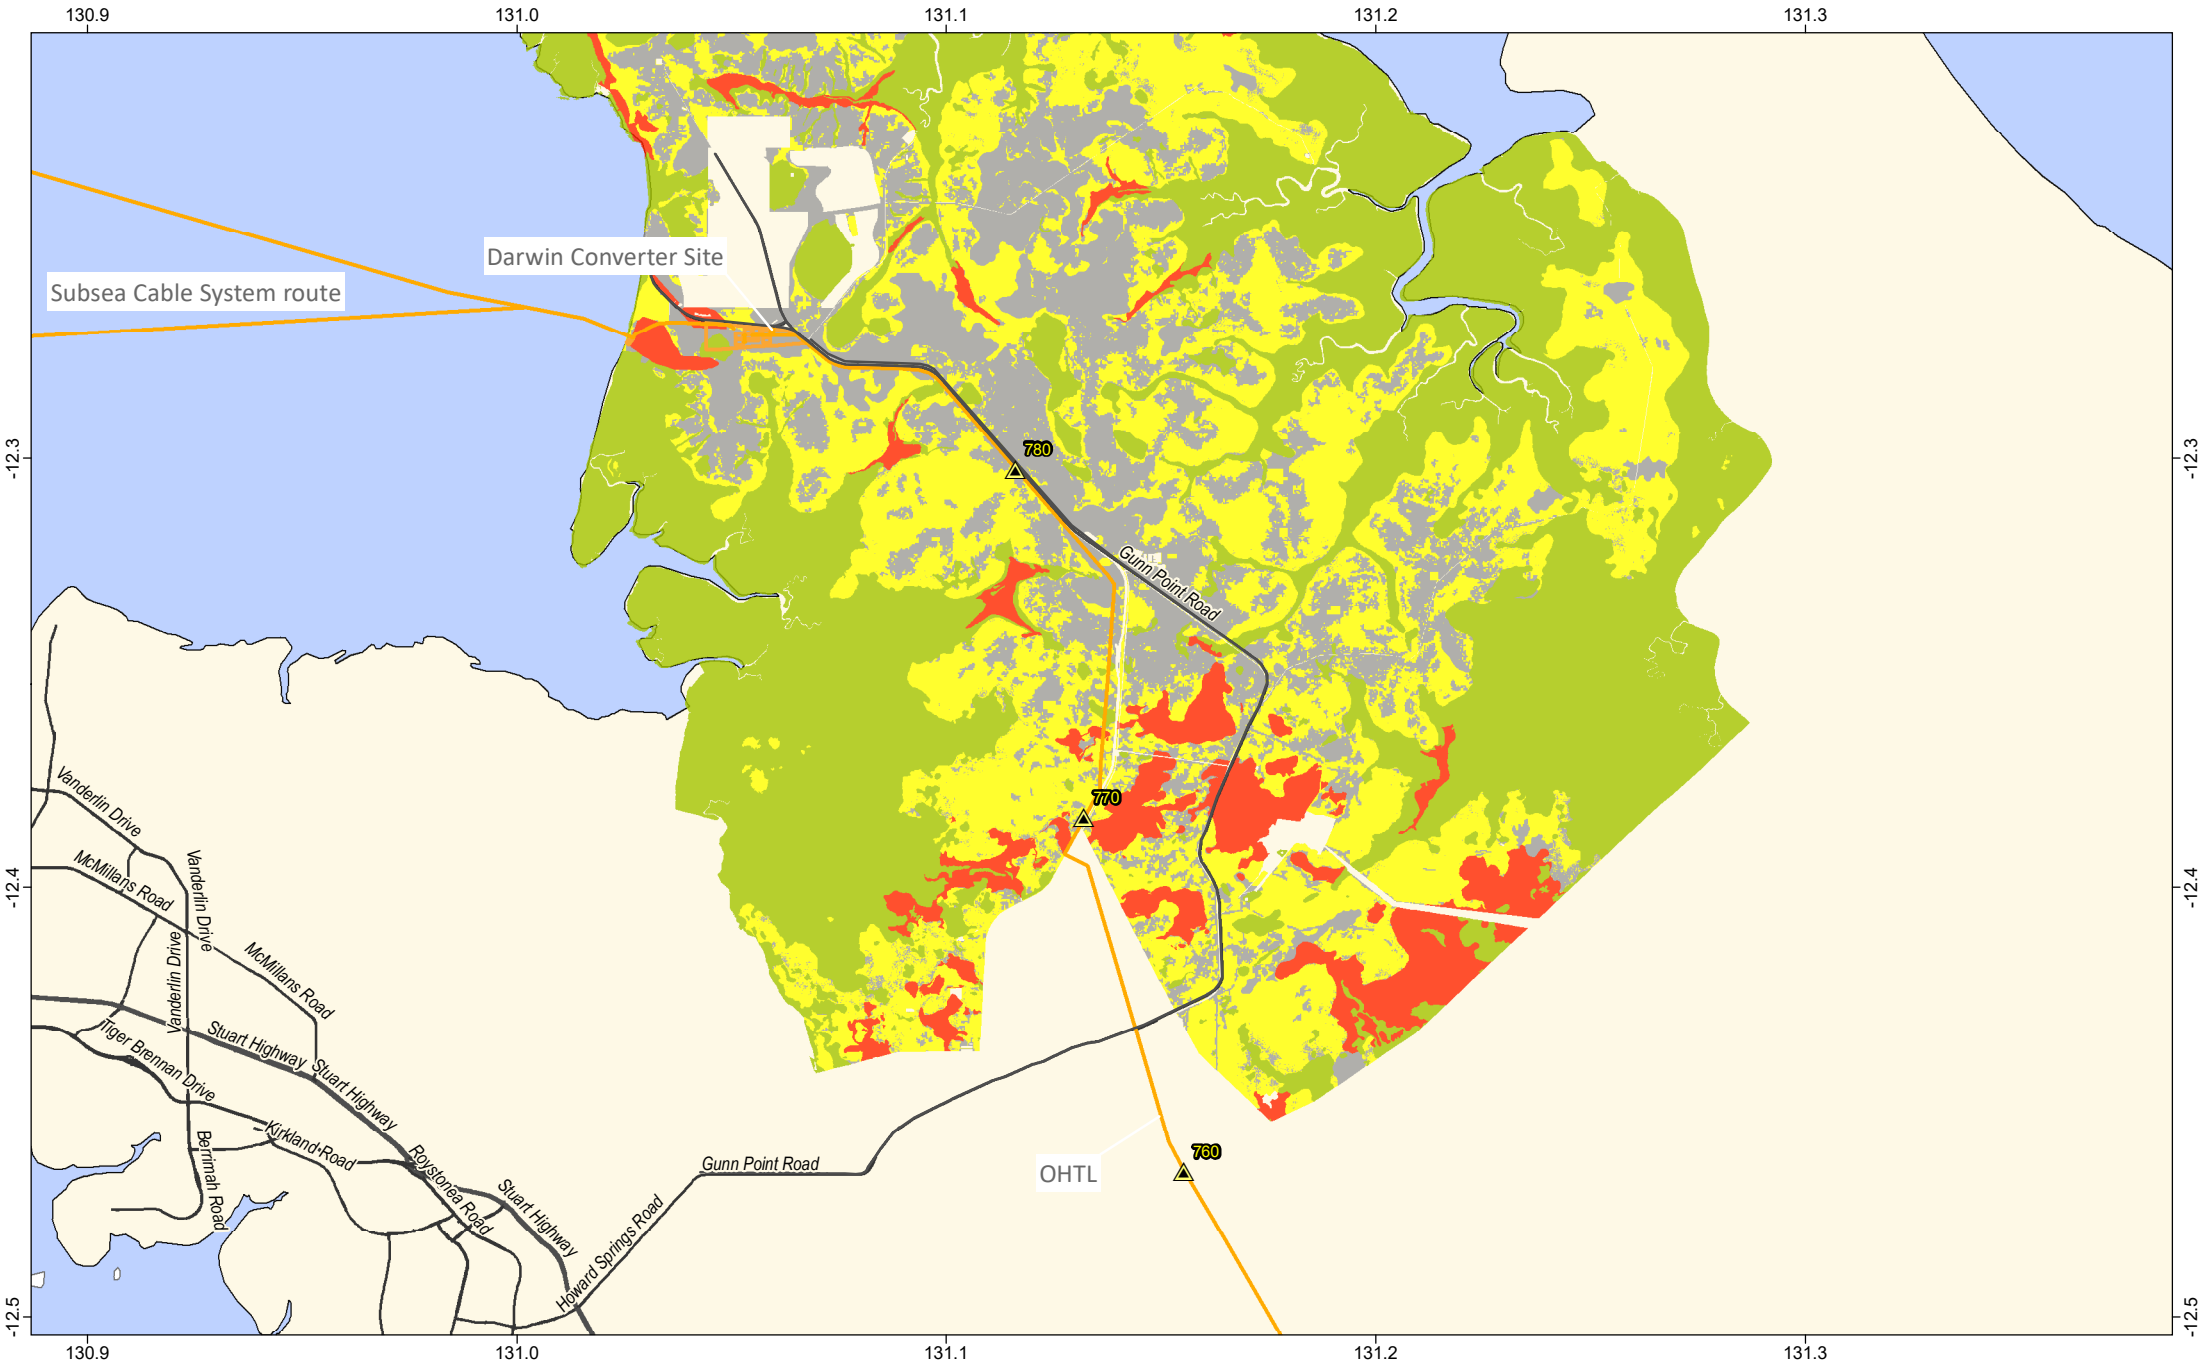 130.9
131.0
131.1
131.2
131.3
Darwin Converter Site
Subsea Cable System route
780
-12.3
-12.3
Gunn Point Road
770
Vanderlin Drive
McMillans Road
Vanderlin Drive
-12.4
-12.4
Vanderlin Drive
McMillans Road
Tiger Brennan Drive
Stuart Highway
Stuart Highway
Kirkland Road
Berrimah Road
Roystonea Road
Stuart Highway
Gunn Point Road
760
OHTL
Howard Springs Road
-12.5
-12.5
130.9
131.0
131.1
131.2
131.3